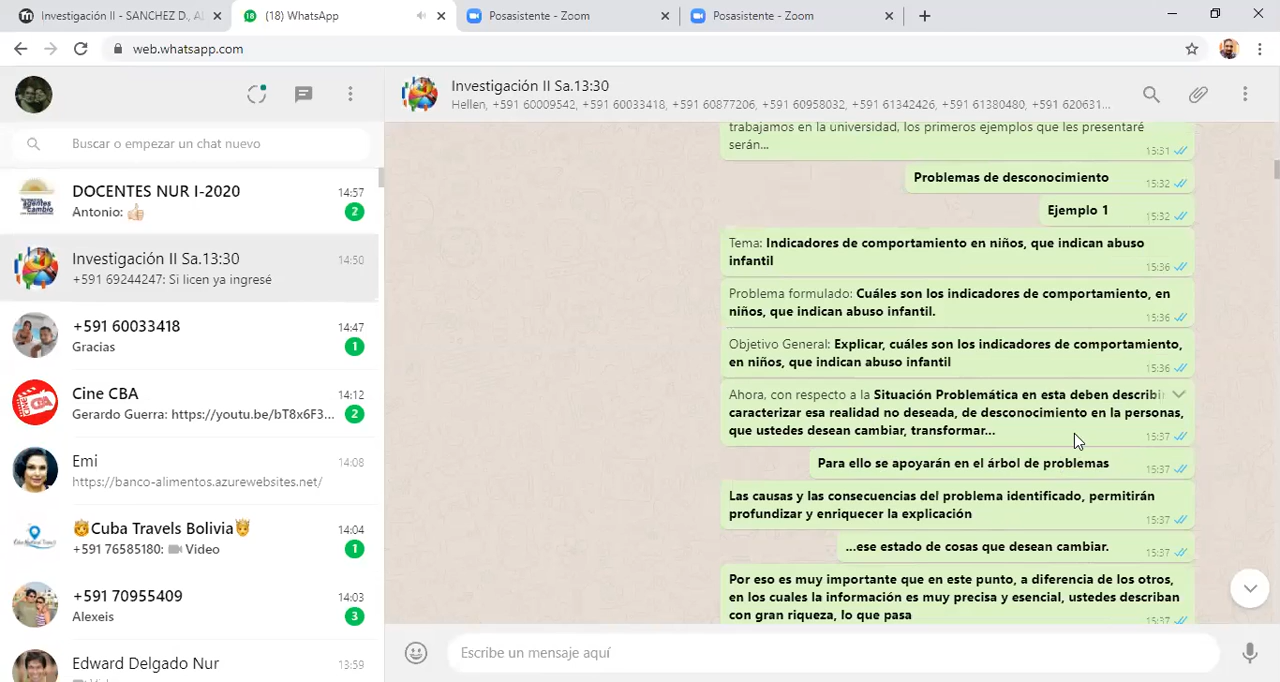 Investigación II - SANCHEZ D., AL
(18) WhatsApp
Posasistente - Zoom
Posasistente - Zoom
web.whatsapp.com
Buscar o empezar un chat nuevo
DOCENTES NUR I-2020 14:57
Antonio: 👍🏻 2
Investigación II Sa.13:30 14:50
+591 69244247: Si licen ya ingresé
+591 60033418 14:47
Gracias 1
Cine CBA 14:12
Gerardo Guerra: https://youtu.be/bT8x6F3... 2
Emi 14:08
https://banco-alimentos.azurewebsites.net/
Cuba Travels Bolivia 14:04
+591 76585180: Video 1
+591 70955409 14:03
Alexeis 3
Edward Delgado Nur 13:59
Investigación II Sa.13:30
Hellen, +591 60009542, +591 60033418, +591 60877206, +591 60958032, +591 61342426, +591 61380480, +591 620631...
trabajamos en la universidad, los primeros ejemplos que les presentaré
serán...
15:31
Problemas de desconocimiento
15:32
Ejemplo 1
15:32
Tema: Indicadores de comportamiento en niños, que indican abuso
infantil
15:36
Problema formulado: Cuáles son los indicadores de comportamiento, en
niños, que indican abuso infantil.
15:36
Objetivo General: Explicar, cuáles son los indicadores de comportamiento,
en niños, que indican abuso infantil
15:36
Ahora, con respecto a la Situación Problemática en esta deben describi
caracterizar esa realidad no deseada, de desconocimiento en la personas,
que ustedes desean cambiar, transformar...
15:37
Para ello se apoyarán en el árbol de problemas
15:37
Las causas y las consecuencias del problema identificado, permitirán
profundizar y enriquecer la explicación
15:37
...ese estado de cosas que desean cambiar.
15:37
Por eso es muy importante que en este punto, a diferencia de los otros,
en los cuales la información es muy precisa y esencial, ustedes describan
con gran riqueza, lo que pasa
15:37
Escribe un mensaje aquí